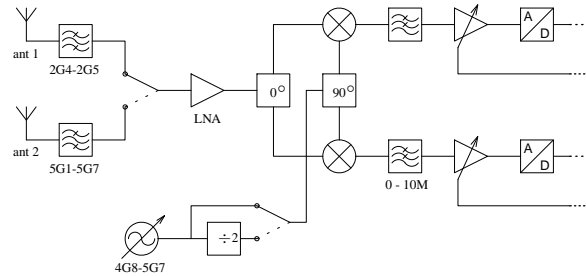 ant 1
2G4-2G5
LNA
0°
90°
A
D
ant 2
5G1-5G7
0 - 10M
A
D
÷2
4G8-5G7